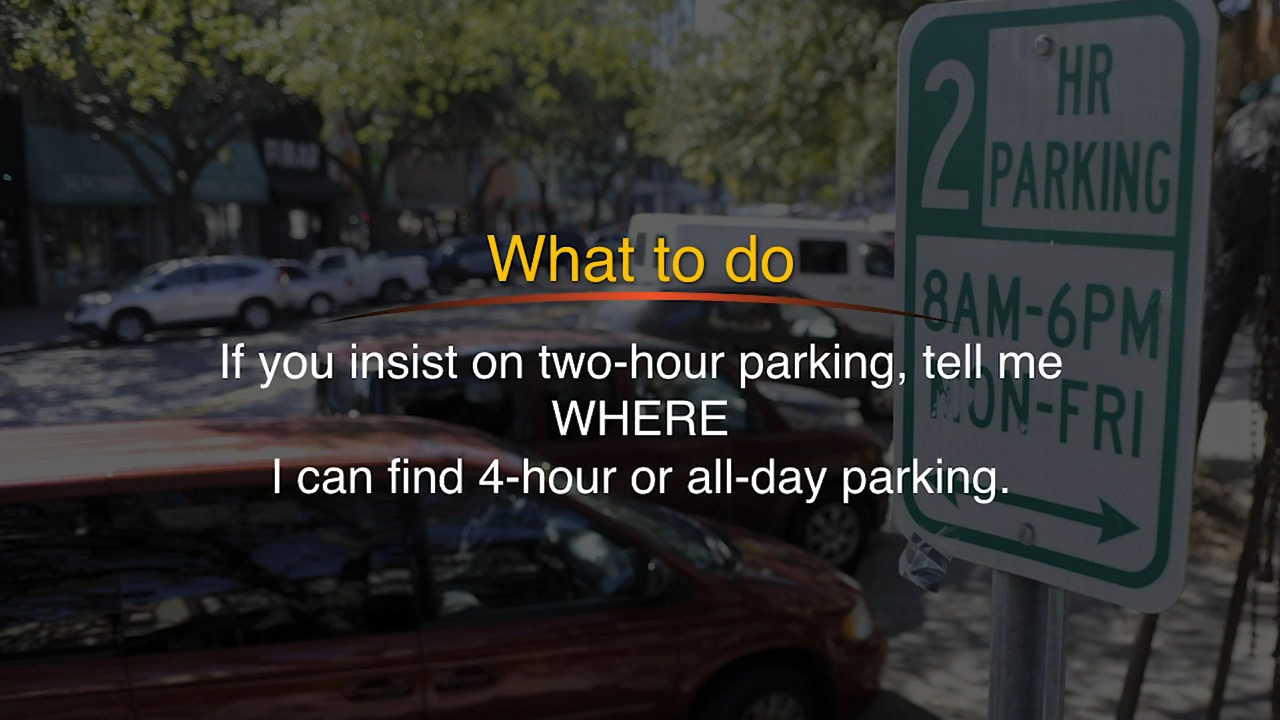 2 HR
PARKING
8AM-6PM
MON-FRI
What to do
If you insist on two-hour parking, tell me
WHERE
I can find 4-hour or all-day parking.